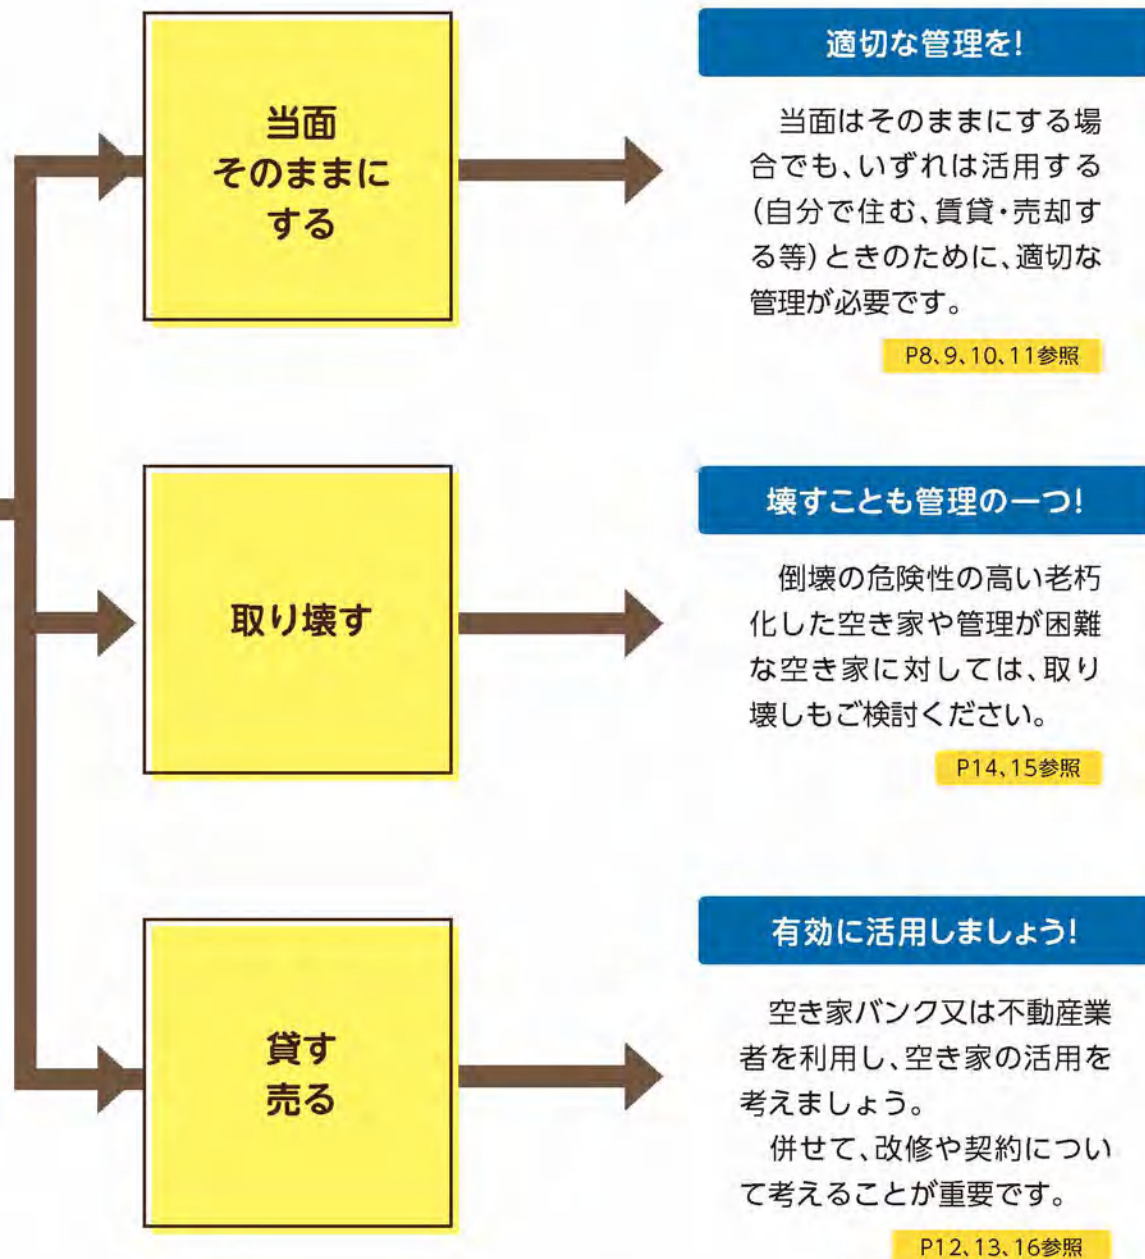 当面
そのままに
する
適切な管理を!
当面はそのままにする場
合でも、いずれは活用する
(自分で住む、賃貸・売却す
る等)ときのために、適切な
管理が必要です。
P8、9、10、11参照
取り壊す
壊すことも管理の一つ!
倒壊の危険性の高い老朽
化した空き家や管理が困難
な空き家に対しては、取り
壊しもご検討ください。
P14、15参照
貸す
売る
有効に活用しましょう!
空き家バンク又は不動産業
者を利用し、空き家の活用を
考えましょう。
併せて、改修や契約につい
て考えることが重要です。
P12、13、16参照